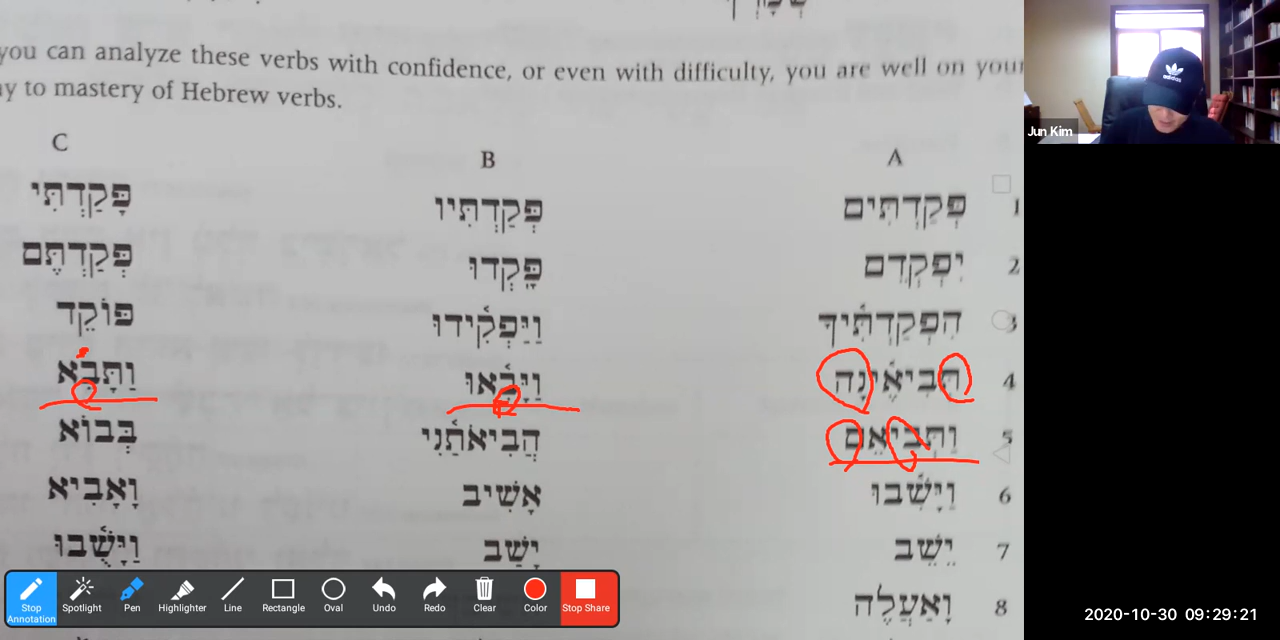 you can analyze these verbs with confidence, or even with difficulty, you are well on your
to mastery of Hebrew verbs.
A B C
1 פְּקַדְתִּים פְּקַדְתִּיו פָּקַדְתִּי
2 יִפְקְדֵם פָּֽקְדוּ פְּקַדְתֶּם
3 הִפְקַדְתִּ֫יךָ וַיַּפְקִ֫ידוּ פּוֹקֵד
4 תְּבִיאֶ֫ינָה וַיָּבִ֫אוּ וַתָּבֵא
5 וַתְּבִיאֵם הֲבִיאֹתַ֫נִי בְּבוֹא
6 וַיָּשִׁ֫בוּ אָשִׁיב וָאָבִיא
7 יֵשֵׁב יָשַׁב וַיָּשֻׁ֫בוּ
8 וָאַעֲלֶה
adidas
Jun Kim
Stop Annotation
Spotlight
Pen
Highlighter
Line
Rectangle
Oval
Undo
Redo
Clear
Color
Stop Share
2020-10-30 09:29:21